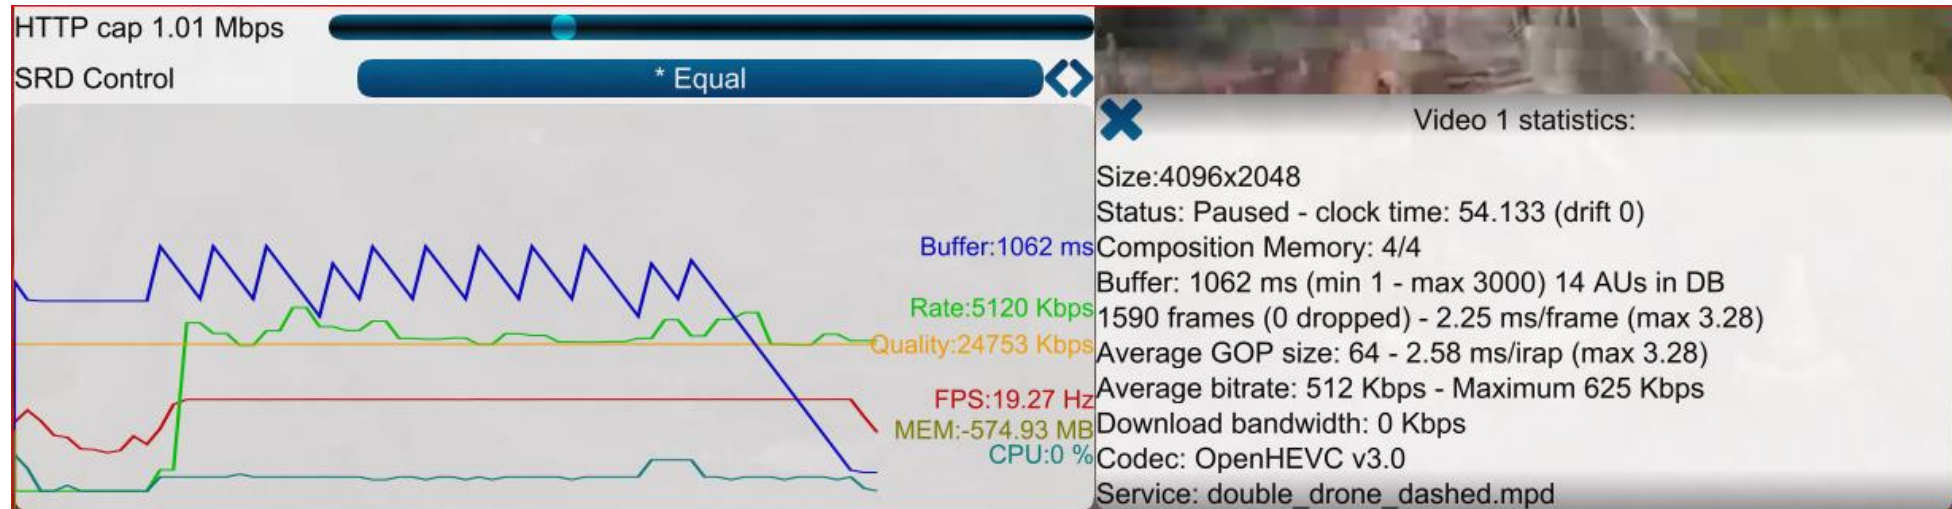 HTTP cap 1.01 Mbps
SRD Control
* Equal
Buffer:1062 ms
Rate:5120 Kbps
Quality:24753 Kbps
FPS:19.27 Hz
MEM:-574.93 MB
CPU:0 %
Video 1 statistics:
Size:4096x2048
Status: Paused - clock time: 54.133 (drift 0)
Composition Memory: 4/4
Buffer: 1062 ms (min 1 - max 3000) 14 AUs in DB
1590 frames (0 dropped) - 2.25 ms/frame (max 3.28)
Average GOP size: 64 - 2.58 ms/irap (max 3.28)
Average bitrate: 512 Kbps - Maximum 625 Kbps
Download bandwidth: 0 Kbps
Codec: OpenHEVC v3.0
Service: double_drone_dashed.mpd